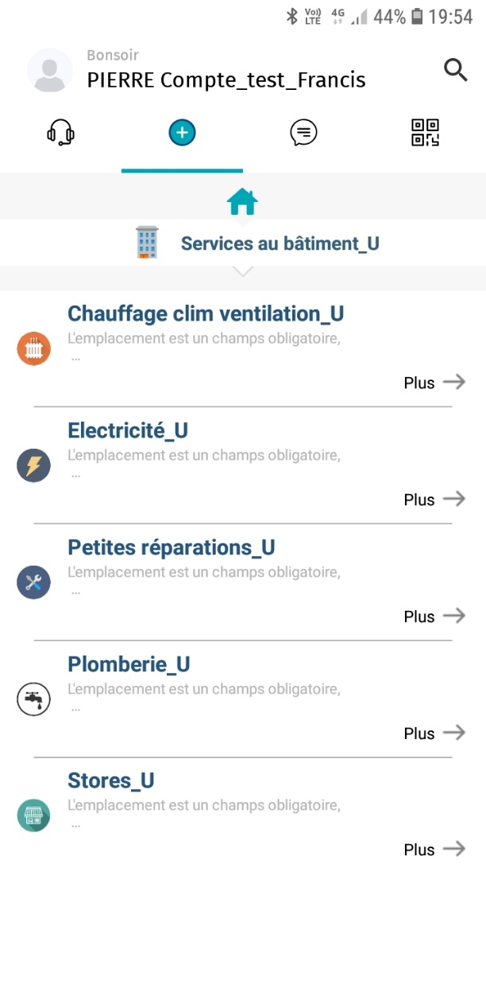 Vo) LTE 4G 44% 19:54
Bonsoir
PIERRE Compte_test_Francis
Services au bâtiment_U
Chauffage clim ventilation_U
L'emplacement est un champs obligatoire,
...
Plus
Electricité_U
L'emplacement est un champs obligatoire,
...
Plus
Petites réparations_U
L'emplacement est un champs obligatoire,
...
Plus
Plomberie_U
L'emplacement est un champs obligatoire,
...
Plus
Stores_U
L'emplacement est un champs obligatoire,
...
Plus